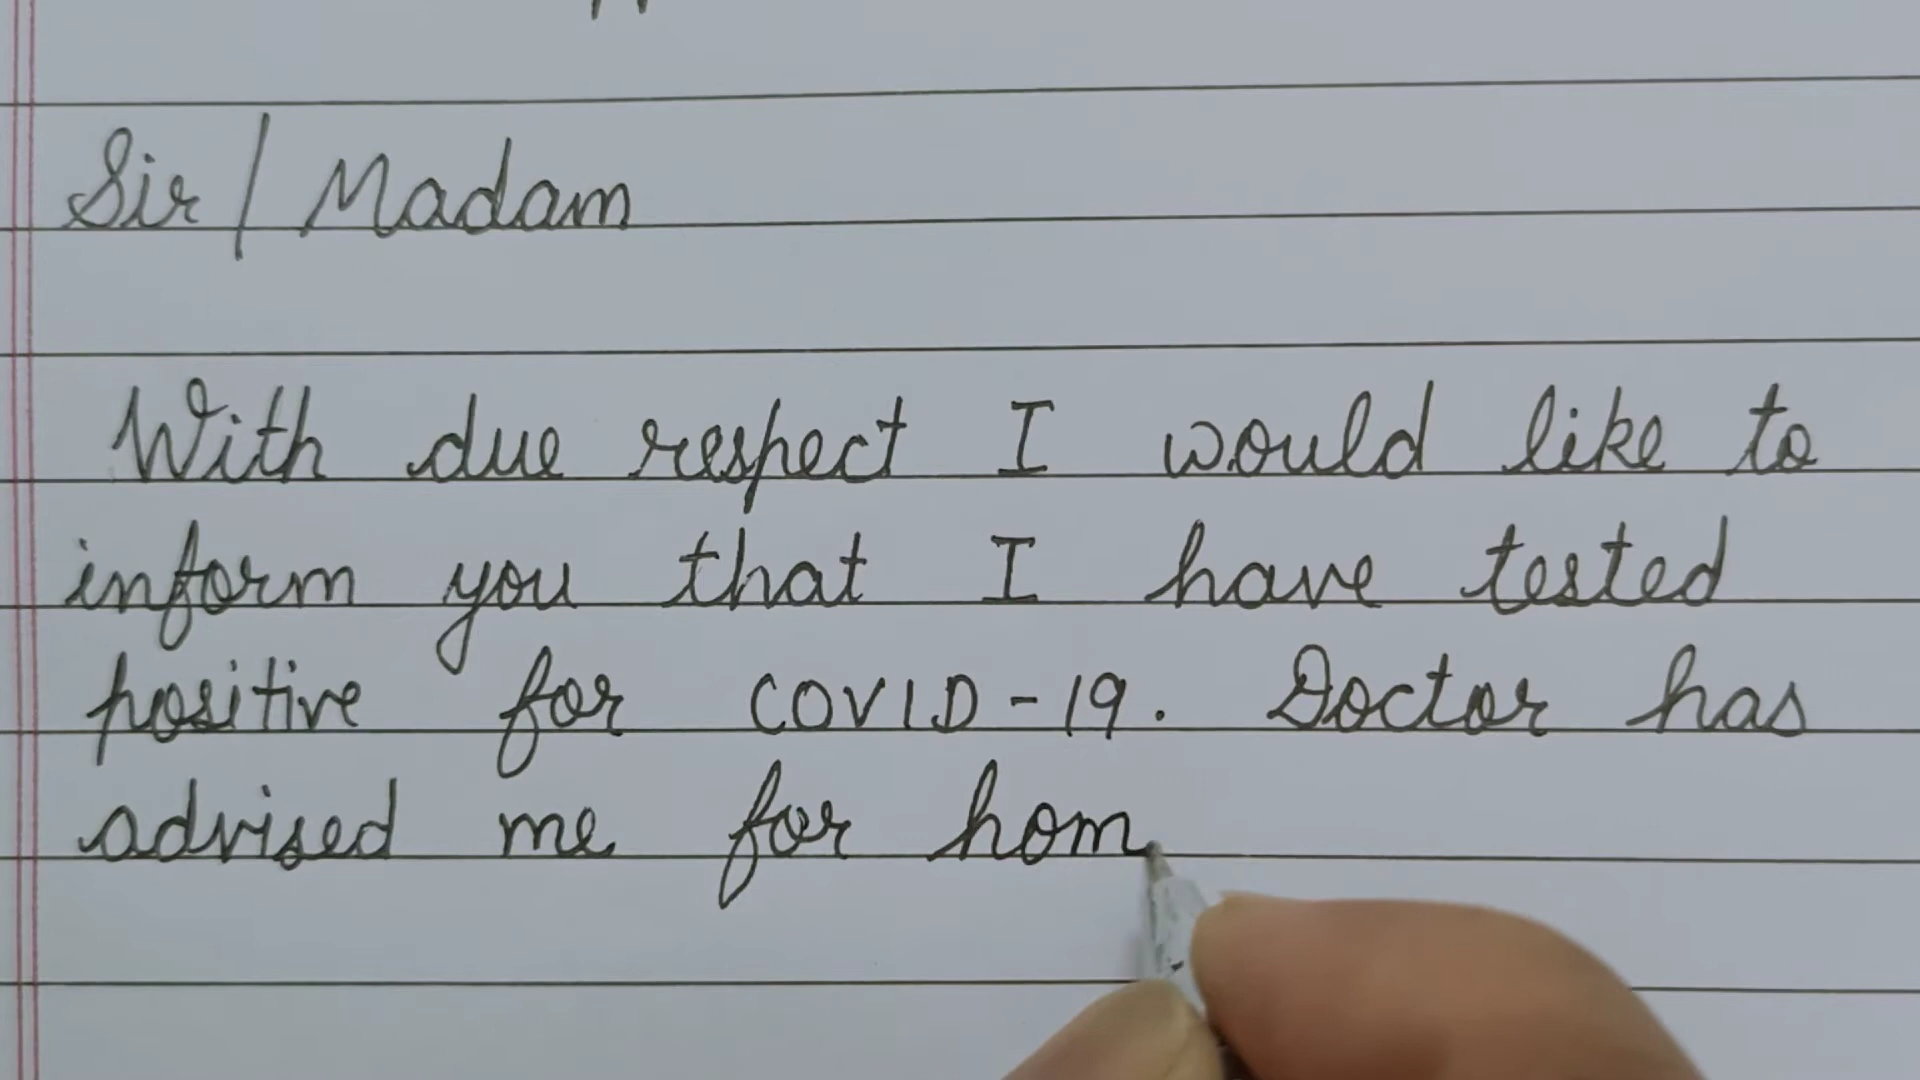 Sir/Madam
With due respect I would like to
inform you that I have tested
positive for COVID-19. Doctor has
advised me for hom